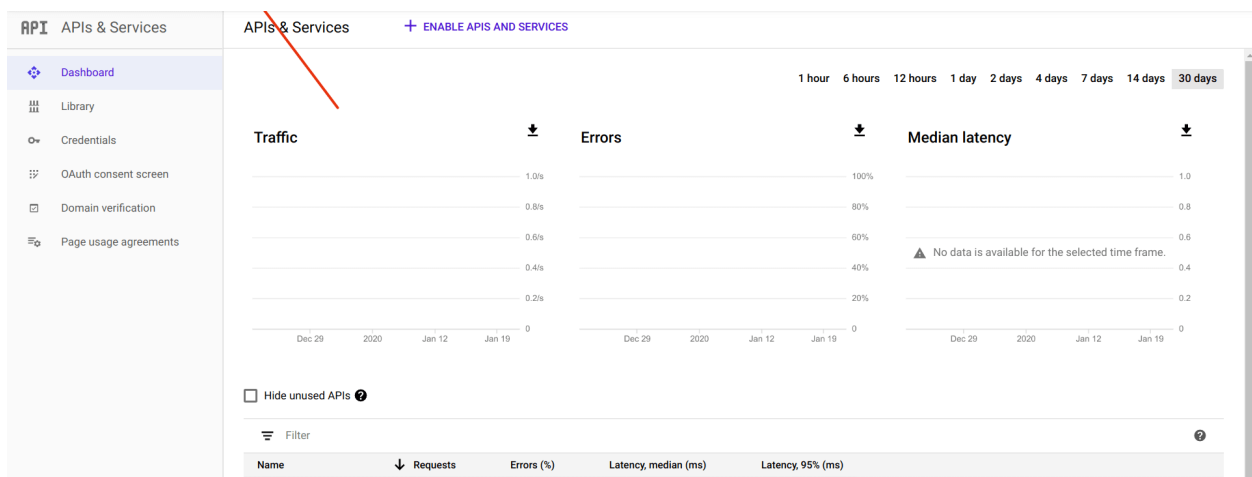 API APIs & Services
APIs & Services
+ ENABLE APIS AND SERVICES
Dashboard
Library
Credentials
OAuth consent screen
Domain verification
Page usage agreements
1 hour 6 hours 12 hours 1 day 2 days 4 days 7 days 14 days 30 days
Traffic
1.0/s
0.8/s
0.6/s
0.4/s
0.2/s
0
Dec 29 2020 Jan 12 Jan 19
Errors
100%
80%
60%
40%
20%
0
Dec 29 2020 Jan 12 Jan 19
Median latency
1.0
0.8
0.6
No data is available for the selected time frame.
0.4
0.2
0
Dec 29 2020 Jan 12 Jan 19
Hide unused APIs ?
Filter ?
Name Requests Errors (%) Latency, median (ms) Latency, 95% (ms)